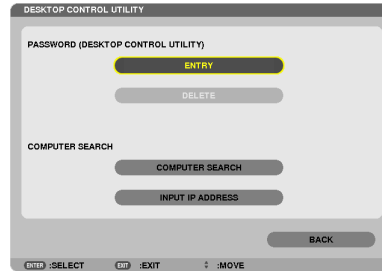 DESKTOP CONTROL UTILITY
PASSWORD (DESKTOP CONTROL UTILITY)
ENTRY
DELETE
COMPUTER SEARCH
COMPUTER SEARCH
INPUT IP ADDRESS
BACK
ENTER :SELECT EXIT :EXIT :MOVE